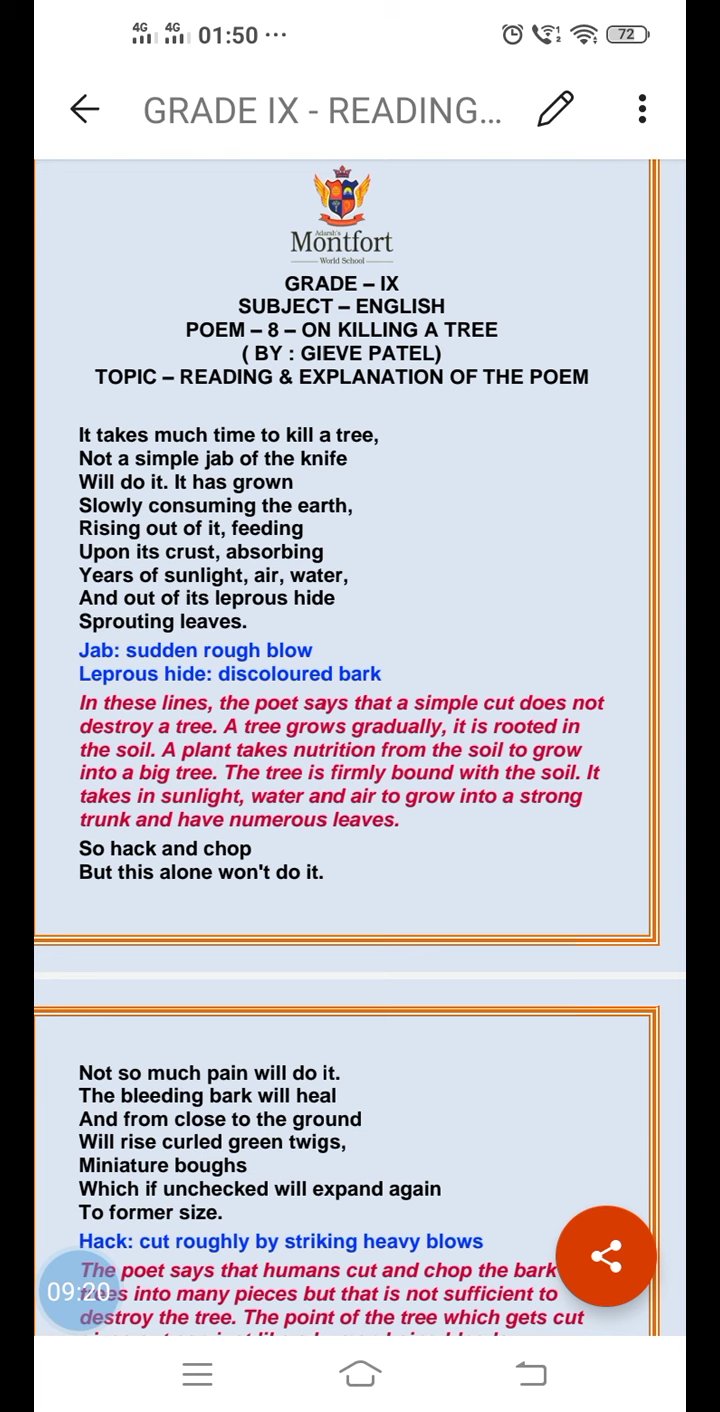 4G 4G 01:50 ... 72
GRADE IX - READING...
Adarsh's
Montfort
World School
GRADE – IX
SUBJECT – ENGLISH
POEM – 8 – ON KILLING A TREE
( BY : GIEVE PATEL)
TOPIC – READING & EXPLANATION OF THE POEM
It takes much time to kill a tree,
Not a simple jab of the knife
Will do it. It has grown
Slowly consuming the earth,
Rising out of it, feeding
Upon its crust, absorbing
Years of sunlight, air, water,
And out of its leprous hide
Sprouting leaves.
Jab: sudden rough blow
Leprous hide: discoloured bark
In these lines, the poet says that a simple cut does not
destroy a tree. A tree grows gradually, it is rooted in
the soil. A plant takes nutrition from the soil to grow
into a big tree. The tree is firmly bound with the soil. It
takes in sunlight, water and air to grow into a strong
trunk and have numerous leaves.
So hack and chop
But this alone won't do it.
Not so much pain will do it.
The bleeding bark will heal
And from close to the ground
Will rise curled green twigs,
Miniature boughs
Which if unchecked will expand again
To former size.
Hack: cut roughly by striking heavy blows
The poet says that humans cut and chop the bark
09:20 trees into many pieces but that is not sufficient to
destroy the tree. The point of the tree which gets cut